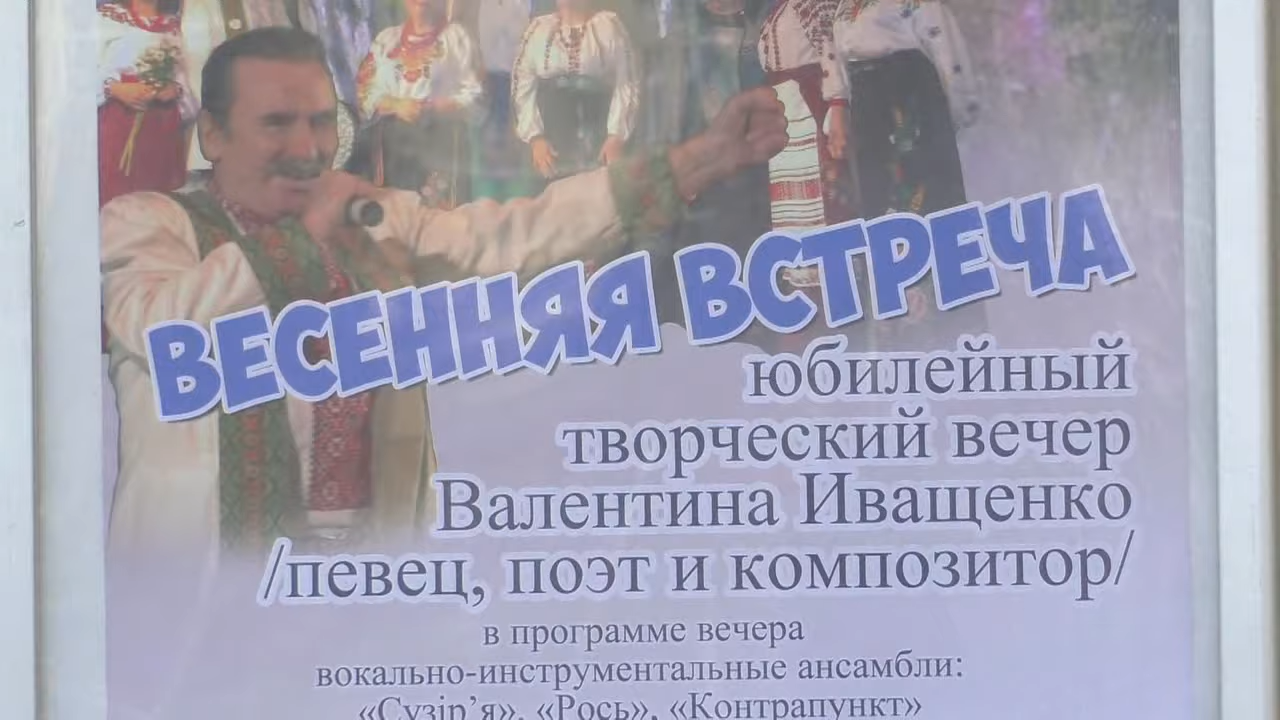 ВЕСЕННЯЯ ВСТРЕЧА
юбилейный
творческий вечер
Валентина Иващенко
/певец, поэт и композитор/
в программе вечера
вокально-инструментальные ансамбли:
«Сузір’я», «Рось», «Контрапункт»